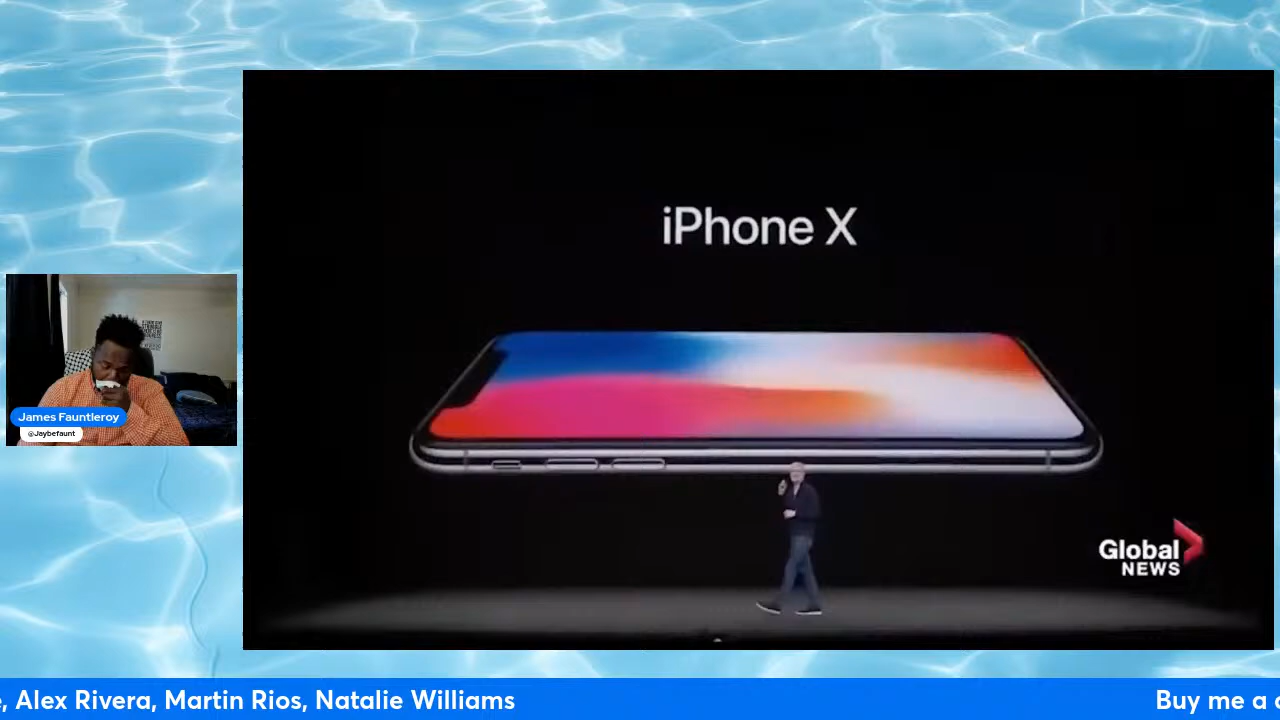 iPhone X
James Fauntleroy
@Jaybefaunt
Global
NEWS
, Alex Rivera, Martin Rios, Natalie Williams
Buy me a